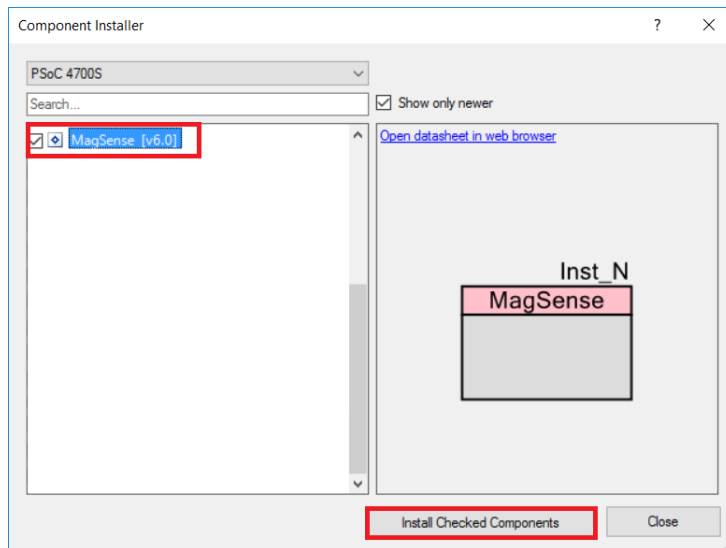 Component Installer
?
PSoC 4700S
Search...
Show only newer
MagSense [v6.0]
Open datasheet in web browser
Inst_N
MagSense
Install Checked Components
Close